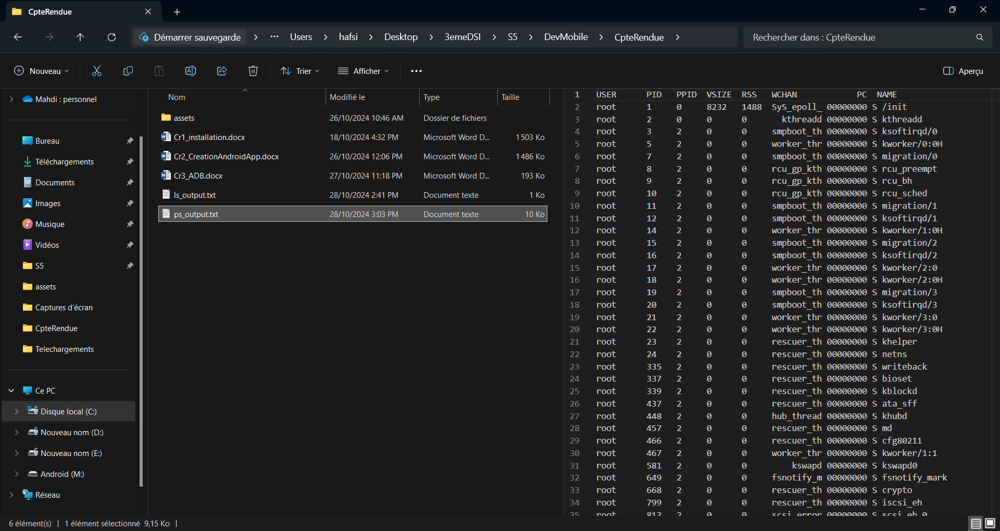 CpteRendue
Démarrer sauvegarde > ··· Users > hafsi > Desktop > 3emeDSI > S5 > DevMobile > CpteRendue >
Rechercher dans : CpteRendue
Nouveau
Trier
Afficher
Aperçu
Mahdi : personnel
Bureau
Téléchargements
Documents
Images
Musique
Vidéos
S5
assets
Captures d'écran
CpteRendue
Telechargements
Ce PC
Disque local (C:)
Nouveau nom (D:)
Nouveau nom (E:)
Android (M:)
Réseau
Nom Modifié le Type Taille
assets 26/10/2024 10:46 AM Dossier de fichiers
Cr1_installation.docx 18/10/2024 4:32 PM Microsoft Word D... 1 503 Ko
Cr2_CreationAndroidApp.docx 26/10/2024 12:06 PM Microsoft Word D... 1 486 Ko
Cr3_ADB.docx 27/10/2024 11:18 PM Microsoft Word D... 193 Ko
ls_output.txt 28/10/2024 2:41 PM Document texte 1 Ko
ps_output.txt 28/10/2024 3:03 PM Document texte 10 Ko
1 USER PID PPID VSIZE RSS WCHAN PC NAME
2 root 1 0 8232 1488 SyS_epoll_ 00000000 S /init
3 root 2 0 0 0 kthreadd 00000000 S kthreadd
4 root 3 2 0 0 smpboot_th 00000000 S ksoftirqd/0
5 root 5 2 0 0 worker_thr 00000000 S kworker/0:0H
6 root 7 2 0 0 smpboot_th 00000000 S migration/0
7 root 8 2 0 0 rcu_gp_kth 00000000 S rcu_preempt
8 root 9 2 0 0 rcu_gp_kth 00000000 S rcu_bh
9 root 10 2 0 0 rcu_gp_kth 00000000 S rcu_sched
10 root 11 2 0 0 smpboot_th 00000000 S migration/1
11 root 12 2 0 0 smpboot_th 00000000 S ksoftirqd/1
12 root 14 2 0 0 worker_thr 00000000 S kworker/1:0H
13 root 15 2 0 0 smpboot_th 00000000 S migration/2
14 root 16 2 0 0 smpboot_th 00000000 S ksoftirqd/2
15 root 17 2 0 0 worker_thr 00000000 S kworker/2:0
16 root 18 2 0 0 worker_thr 00000000 S kworker/2:0H
17 root 19 2 0 0 smpboot_th 00000000 S migration/3
18 root 20 2 0 0 smpboot_th 00000000 S ksoftirqd/3
19 root 21 2 0 0 worker_thr 00000000 S kworker/3:0
20 root 22 2 0 0 worker_thr 00000000 S kworker/3:0H
21 root 23 2 0 0 rescuer_th 00000000 S khelper
22 root 24 2 0 0 rescuer_th 00000000 S netns
23 root 335 2 0 0 rescuer_th 00000000 S writeback
24 root 337 2 0 0 rescuer_th 00000000 S bioset
25 root 339 2 0 0 rescuer_th 00000000 S kblockd
26 root 437 2 0 0 rescuer_th 00000000 S ata_sff
27 root 448 2 0 0 hub_thread 00000000 S khubd
28 root 457 2 0 0 rescuer_th 00000000 S md
29 root 466 2 0 0 rescuer_th 00000000 S cfg80211
30 root 467 2 0 0 worker_thr 00000000 S kworker/1:1
31 root 581 2 0 0 kswapd 00000000 S kswapd0
32 root 649 2 0 0 fsnotify_m 00000000 S fsnotify_mark
33 root 668 2 0 0 rescuer_th 00000000 S crypto
34 root 799 2 0 0 rescuer_th 00000000 S iscsi_eh
35 root 813 2 0 0 scsi_error 00000000 S scsi_eh_0
6 élément(s) | 1 élément sélectionné 9,15 Ko |